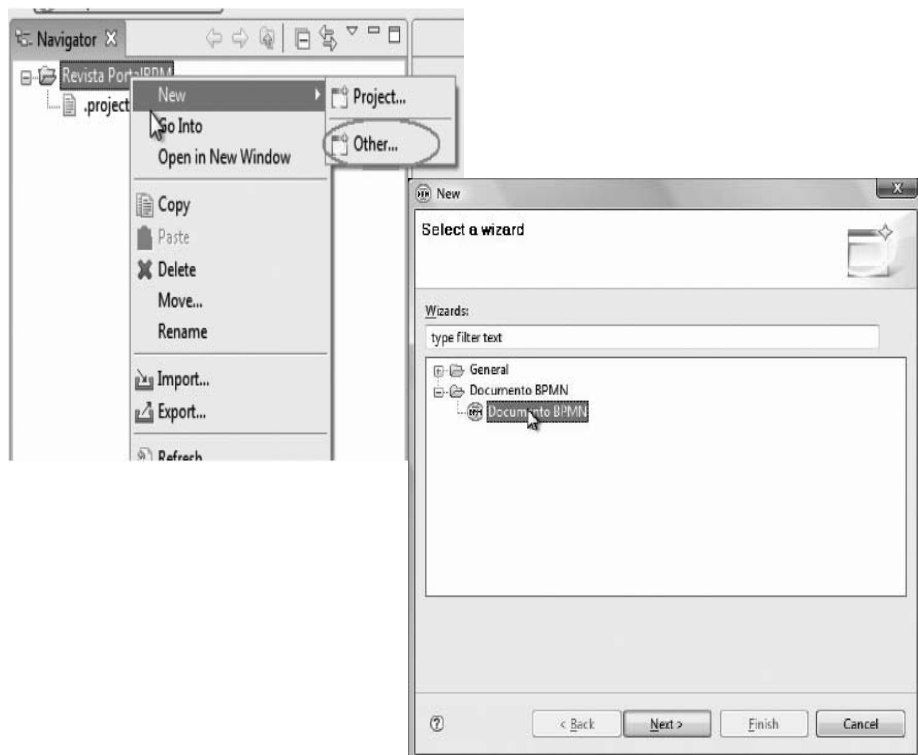 Navigator
Revista PortalBPM
.project
New
Go Into
Open in New Window
Copy
Paste
Delete
Move...
Rename
Import...
Export...
Refresh
Project...
Other...
New
Select a wizard
Wizards:
type filter text
General
Documento BPMN
Documento BPMN
< Back
Next >
Finish
Cancel